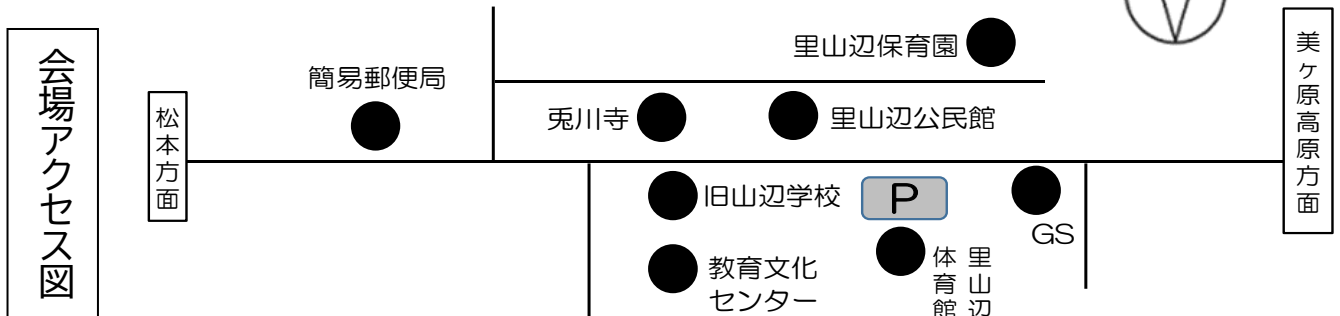 会場アクセス図
松本方面
簡易郵便局
里山辺保育園
兎川寺
里山辺公民館
美ヶ原高原方面
旧山辺学校
P
GS
教育文化
センター
里山辺
体育館